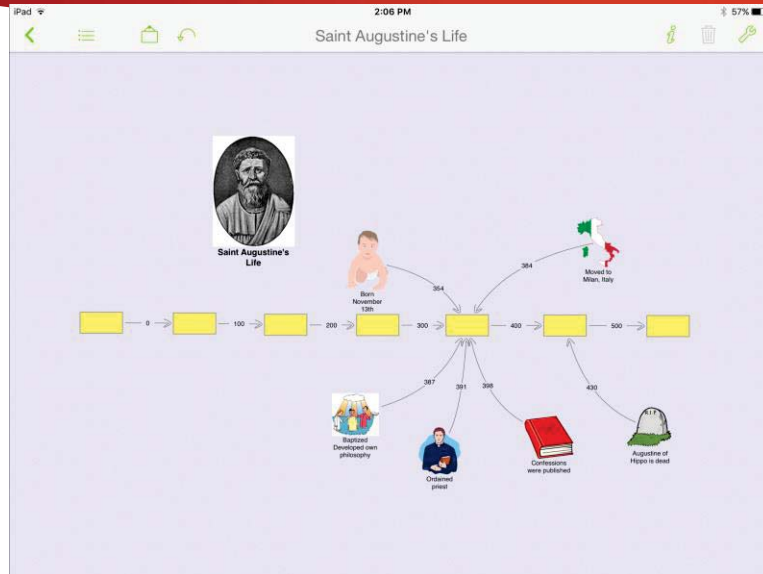 iPad
2:06 PM
57%
Saint Augustine's Life
Saint Augustine's
Life
Born
November
13th
354
384
Moved to
Milan, Italy
0
100
200
300
400
500
387
391
398
430
Baptized
Developed own
philosophy
Ordained
priest
Confessions
were published
R.I.P
Augustine of
Hippo is dead